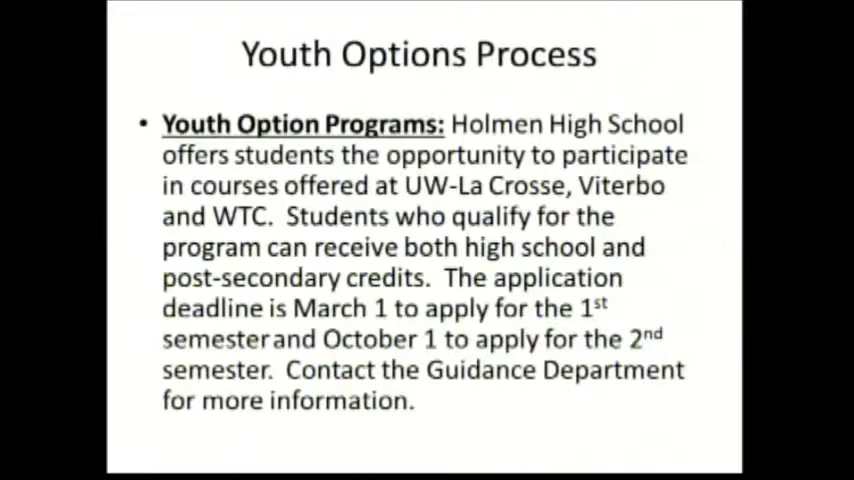 Youth Options Process
• Youth Option Programs: Holmen High School
offers students the opportunity to participate
in courses offered at UW-La Crosse, Viterbo
and WTC. Students who qualify for the
program can receive both high school and
post-secondary credits. The application
deadline is March 1 to apply for the 1st
semester and October 1 to apply for the 2nd
semester. Contact the Guidance Department
for more information.